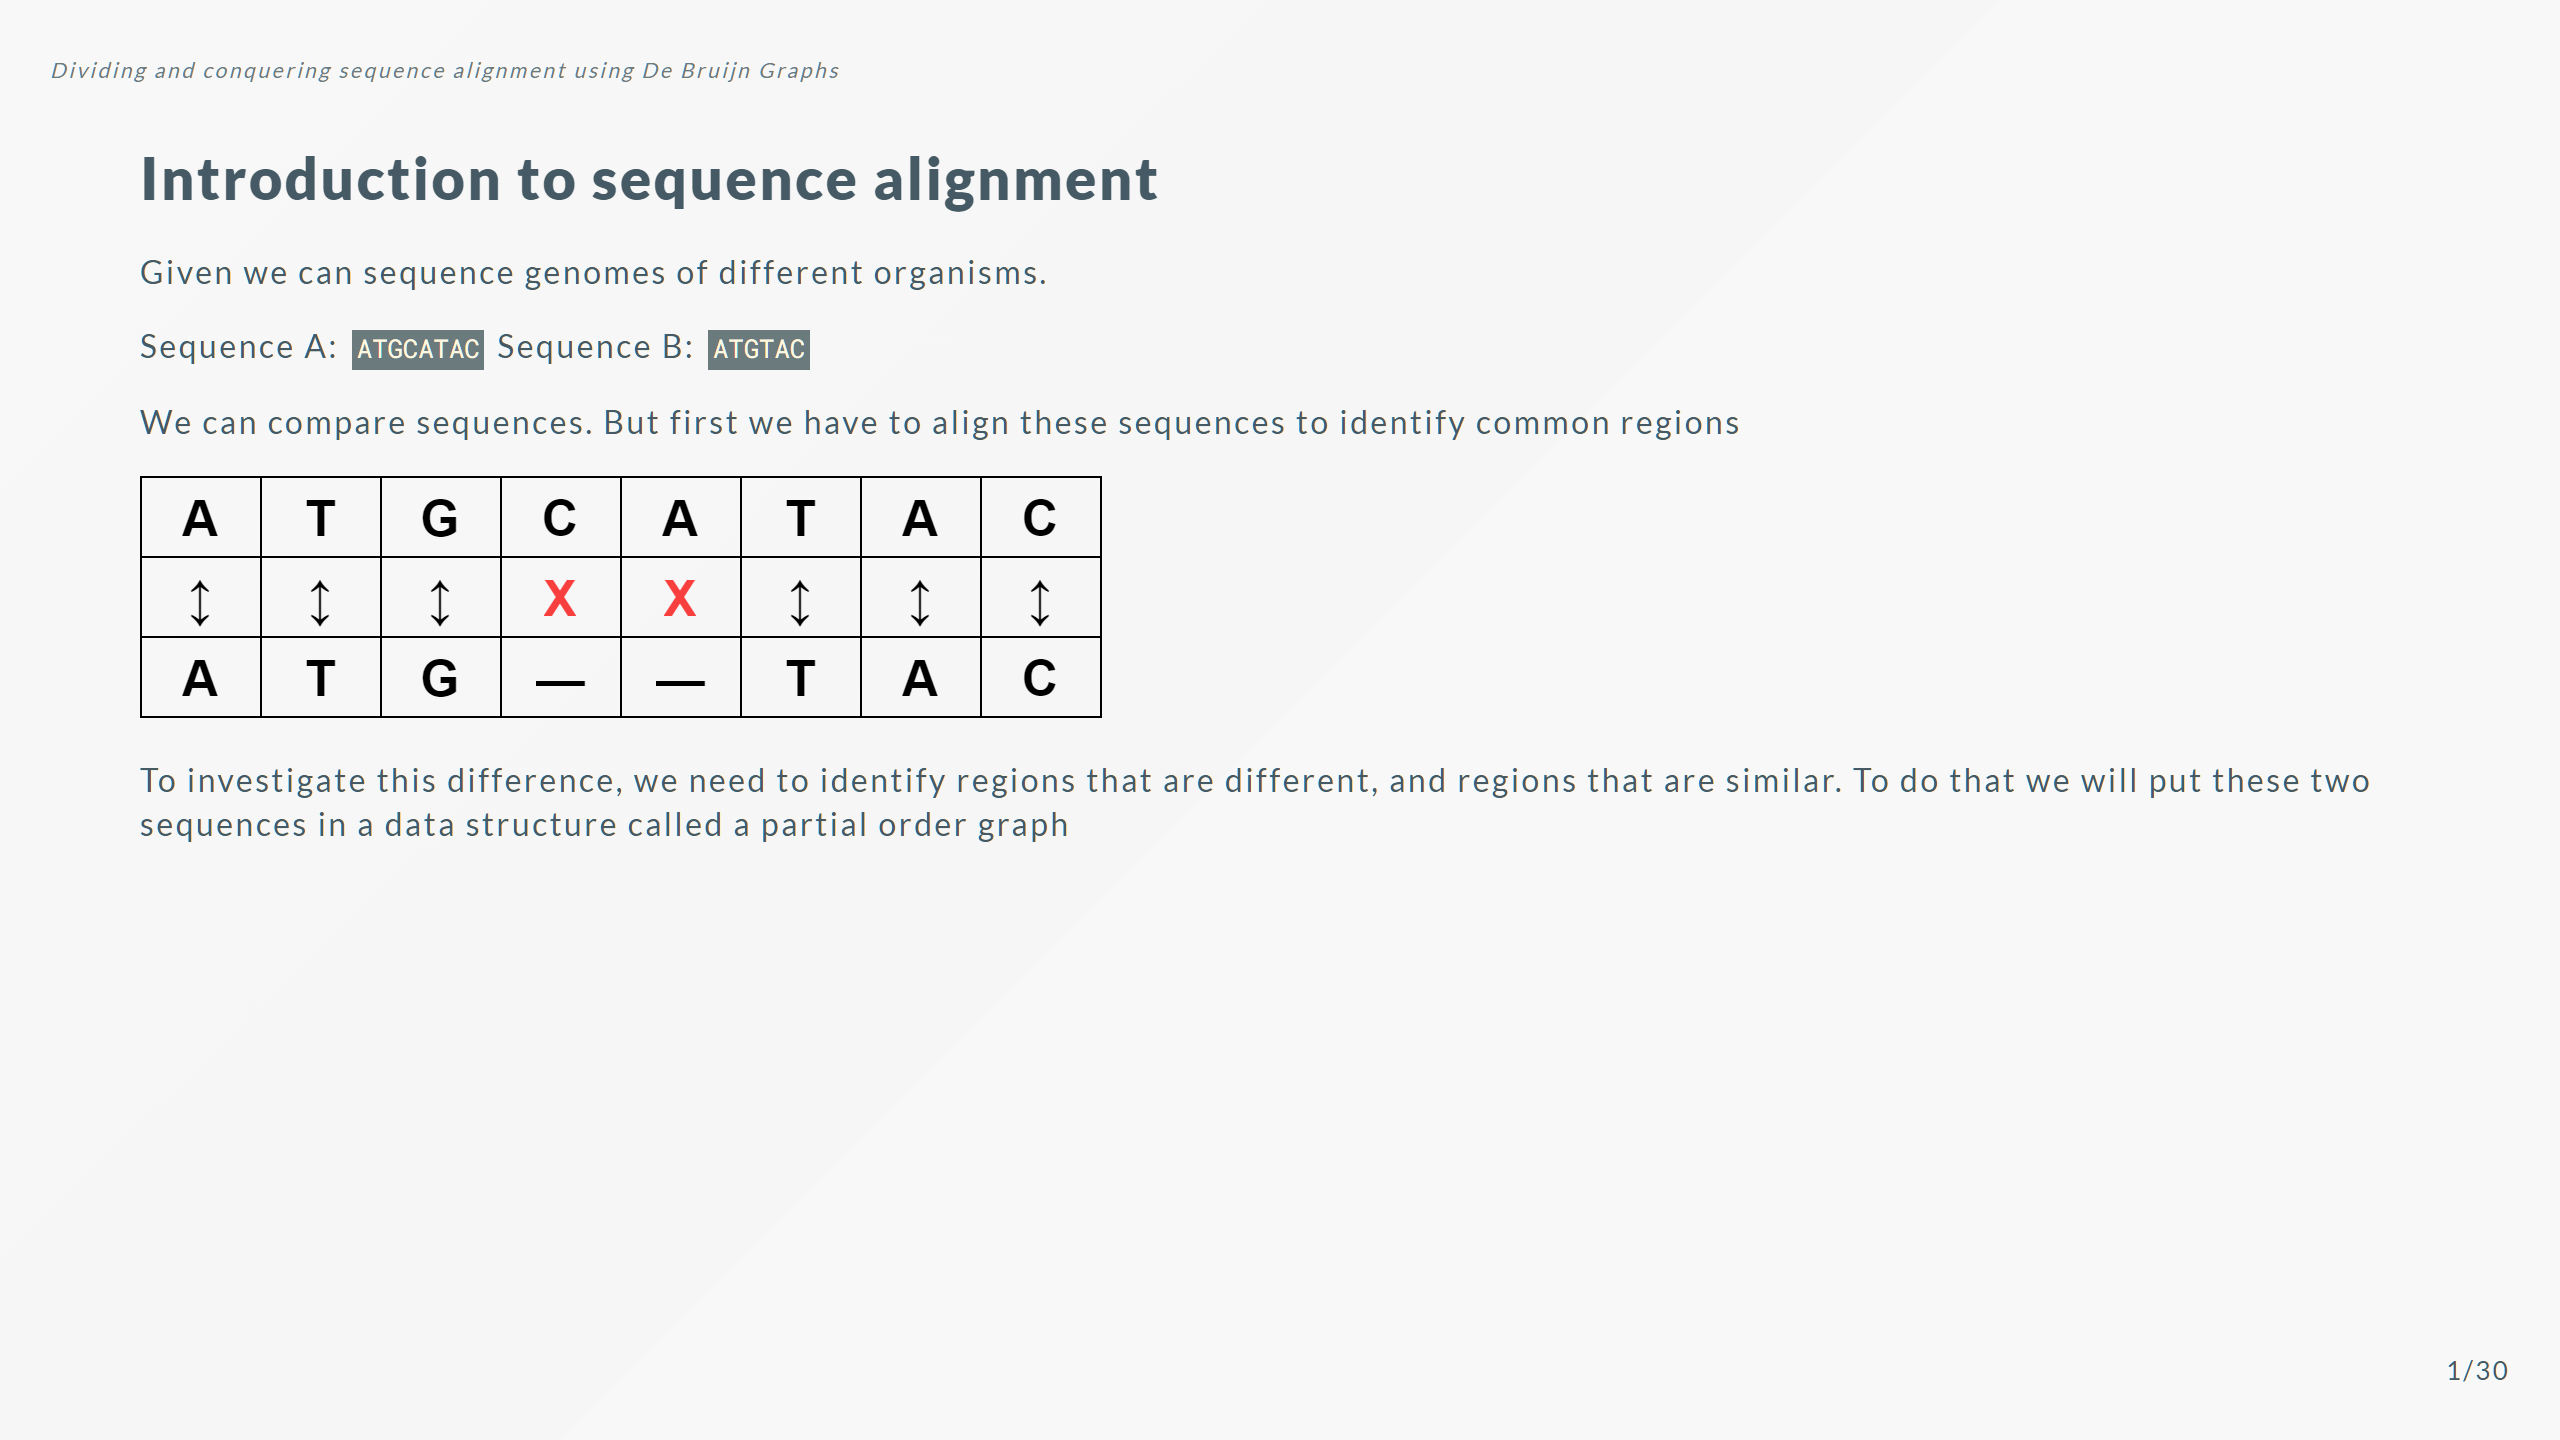 Dividing and conquering sequence alignment using De Bruijn Graphs
Introduction to sequence alignment
Given we can sequence genomes of different organisms.
Sequence A: ATGCATAC Sequence B: ATGTAC
We can compare sequences. But first we have to align these sequences to identify common regions
A T G C A T A C
↕ ↕ ↕ X X ↕ ↕ ↕
A T G — — T A C
To investigate this difference, we need to identify regions that are different, and regions that are similar. To do that we will put these two
sequences in a data structure called a partial order graph
1/30